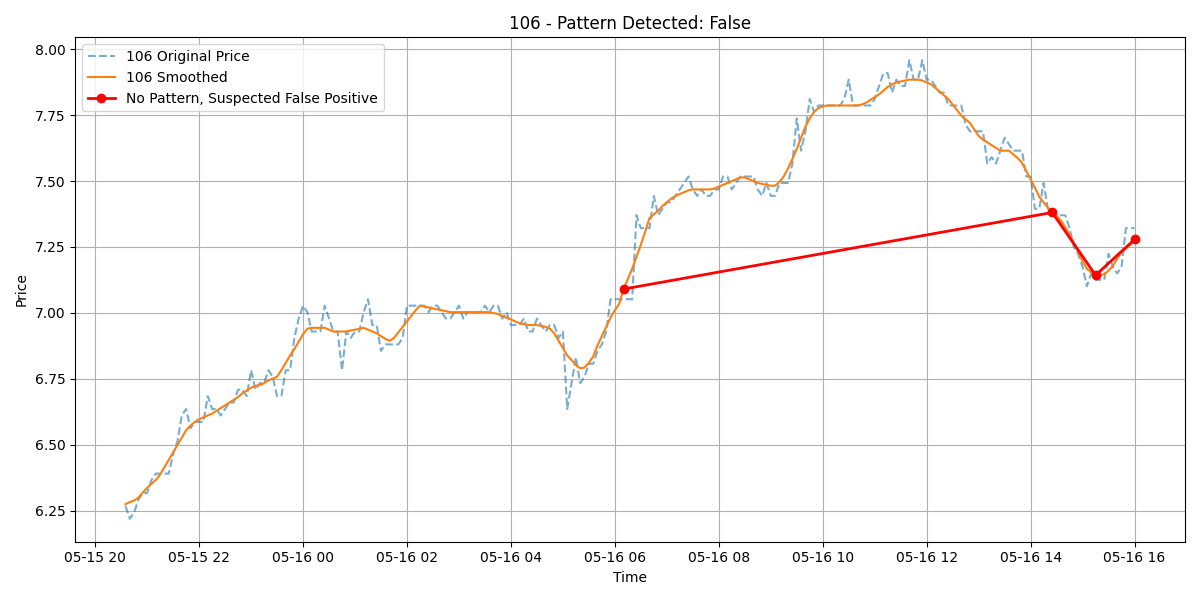 106 - Pattern Detected: False
106 Original Price
106 Smoothed
No Pattern, Suspected False Positive
Price
8.00
7.75
7.50
7.25
7.00
6.75
6.50
6.25
05-15 20 05-15 22 05-16 00 05-16 02 05-16 04 05-16 06 05-16 08 05-16 10 05-16 12 05-16 14 05-16 16
Time